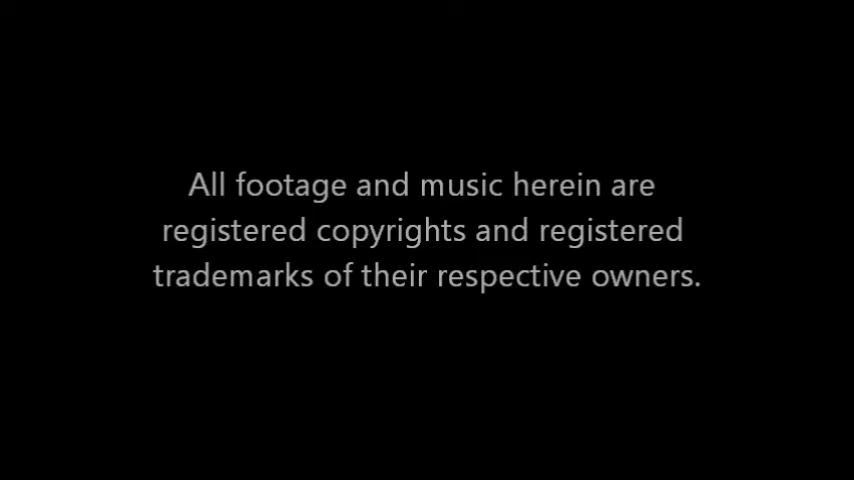 All footage and music herein are
registered copyrights and registered
trademarks of their respective owners.